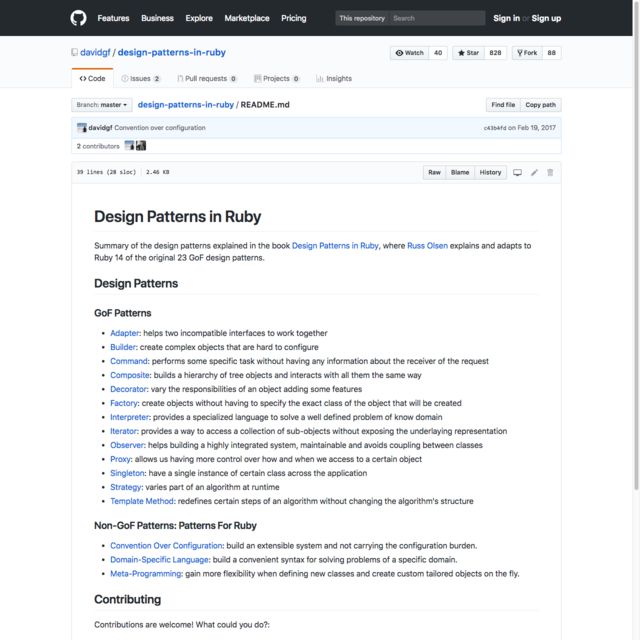 Features Business Explore Marketplace Pricing This repository Search Sign in or Sign up
davidgf / design-patterns-in-ruby Watch 40 Star 828 Fork 88
Code Issues 2 Pull requests 0 Projects 0 Insights
Branch: master design-patterns-in-ruby / README.md Find file Copy path
davidgf Convention over configuration c43b4fd on Feb 19, 2017
2 contributors
39 lines (28 sloc) 2.46 KB Raw Blame History
Design Patterns in Ruby
Summary of the design patterns explained in the book Design Patterns in Ruby, where Russ Olsen explains and adapts to
Ruby 14 of the original 23 GoF design patterns.
Design Patterns
GoF Patterns
• Adapter: helps two incompatible interfaces to work together
• Builder: create complex objects that are hard to configure
• Command: performs some specific task without having any information about the receiver of the request
• Composite: builds a hierarchy of tree objects and interacts with all them the same way
• Decorator: vary the responsibilities of an object adding some features
• Factory: create objects without having to specify the exact class of the object that will be created
• Interpreter: provides a specialized language to solve a well defined problem of know domain
• Iterator: provides a way to access a collection of sub-objects without exposing the underlaying representation
• Observer: helps building a highly integrated system, maintainable and avoids coupling between classes
• Proxy: allows us having more control over how and when we access to a certain object
• Singleton: have a single instance of certain class across the application
• Strategy: varies part of an algorithm at runtime
• Template Method: redefines certain steps of an algorithm without changing the algorithm's structure
Non-GoF Patterns: Patterns For Ruby
• Convention Over Configuration: build an extensible system and not carrying the configuration burden.
• Domain-Specific Language: build a convenient syntax for solving problems of a specific domain.
• Meta-Programming: gain more flexibility when defining new classes and create custom tailored objects on the fly.
Contributing
Contributions are welcome! What could you do?: